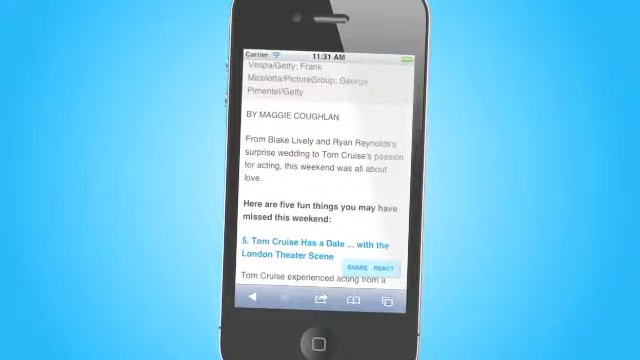 Carrier 11:31 AM
Vespa/Getty; Frank
Micelotta/PictureGroup; George
Pimentel/Getty
BY MAGGIE COUGHLAN
From Blake Lively and Ryan Reynolds's
surprise wedding to Tom Cruise's passion
for acting, this weekend was all about
love.
Here are five fun things you may have
missed this weekend:
5. Tom Cruise Has a Date ... with the
London Theater Scene
SHARE REACT
Tom Cruise experienced acting from a